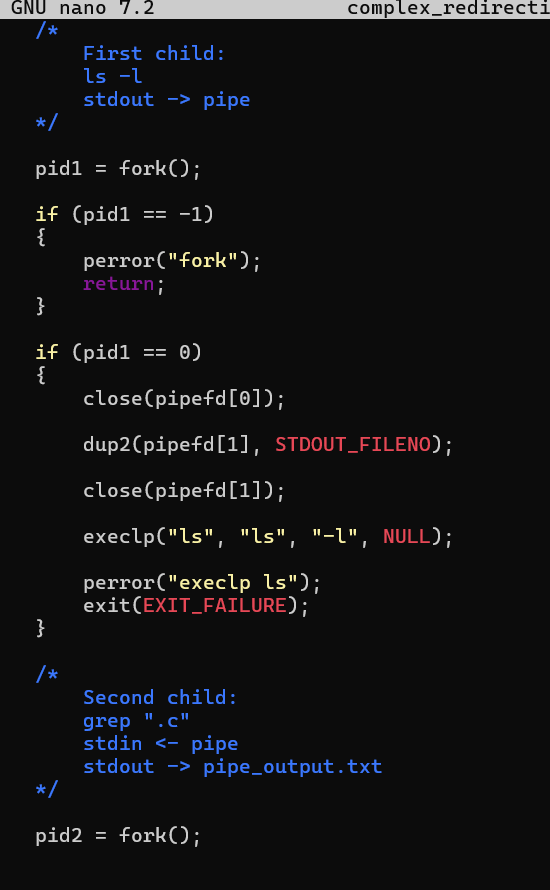 GNU nano 7.2 complex_redirecti
/*
First child:
ls -l
stdout -> pipe
*/
pid1 = fork();
if (pid1 == -1)
{
perror("fork");
return;
}
if (pid1 == 0)
{
close(pipefd[0]);
dup2(pipefd[1], STDOUT_FILENO);
close(pipefd[1]);
execlp("ls", "ls", "-l", NULL);
perror("execlp ls");
exit(EXIT_FAILURE);
}
/*
Second child:
grep ".c"
stdin <- pipe
stdout -> pipe_output.txt
*/
pid2 = fork();